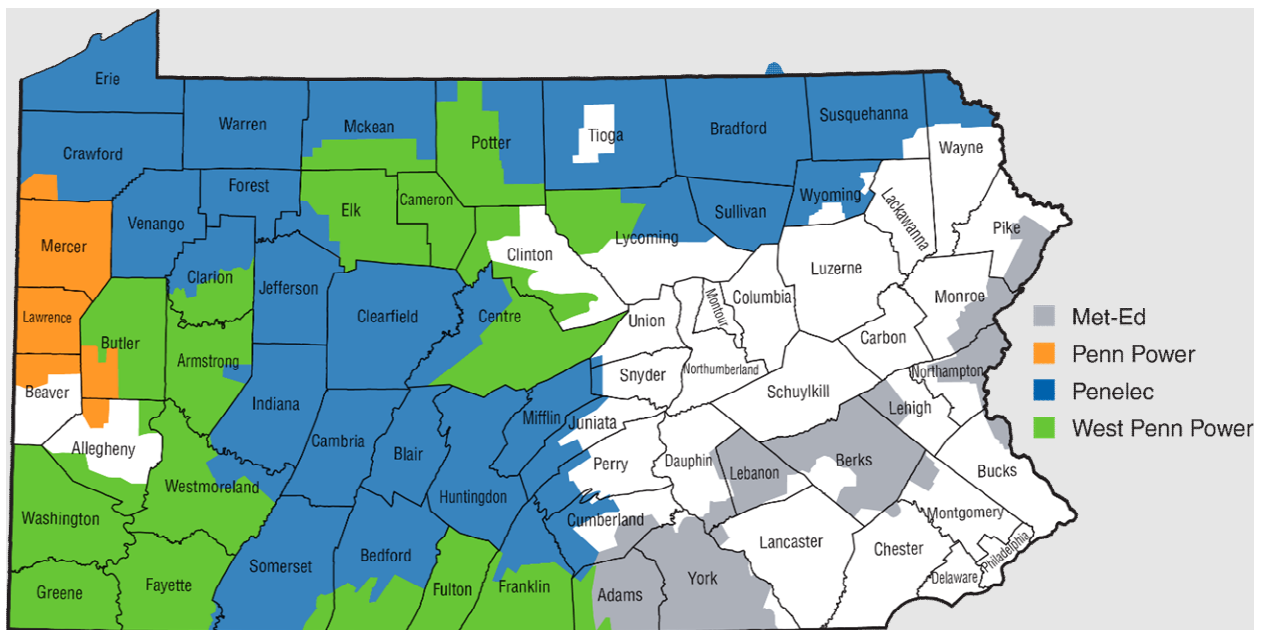 Erie
Warren
Mckean
Potter
Tioga
Bradford
Susquehanna
Wayne
Crawford
Forest
Elk
Cameron
Sullivan
Wyoming
Lackawanna
Venango
Mercer
Clarion
Jefferson
Clinton
Lycoming
Luzerne
Pike
Lawrence
Butler
Armstrong
Clearfield
Centre
Union
Montour
Columbia
Monroe
Carbon
Beaver
Allegheny
Indiana
Cambria
Blair
Mifflin
Juniata
Snyder
Northumberland
Schuylkill
Northampton
Lehigh
Westmoreland
Huntingdon
Perry
Dauphin
Lebanon
Berks
Bucks
Washington
Cumberland
Montgomery
Greene
Fayette
Somerset
Bedford
Fulton
Franklin
Adams
York
Lancaster
Chester
Delaware
Philadelphia
Met-Ed
Penn Power
Penelec
West Penn Power